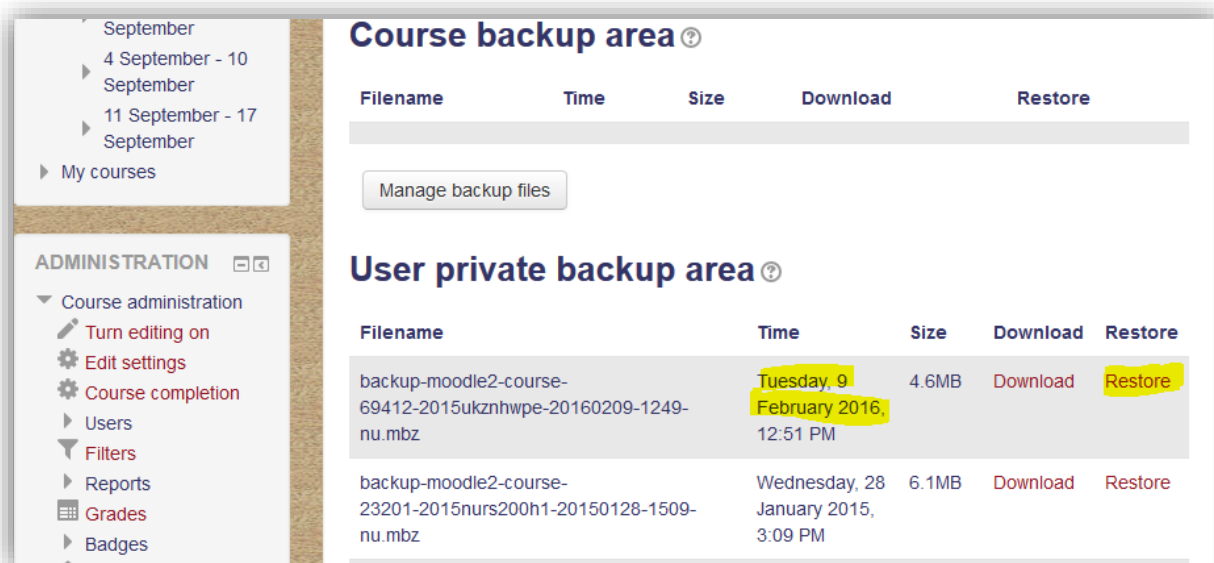 September
4 September - 10
September
11 September - 17
September
My courses
ADMINISTRATION
Course administration
Turn editing on
Edit settings
Course completion
Users
Filters
Reports
Grades
Badges
Course backup area
Filename Time Size Download Restore
Manage backup files
User private backup area
Filename Time Size Download Restore
backup-moodle2-course- Tuesday, 9 4.6MB Download Restore
69412-2015ukznhwpe-20160209-1249- February 2016,
nu.mbz 12:51 PM
backup-moodle2-course- Wednesday, 28 6.1MB Download Restore
23201-2015nurs200h1-20150128-1509- January 2015,
nu.mbz 3:09 PM